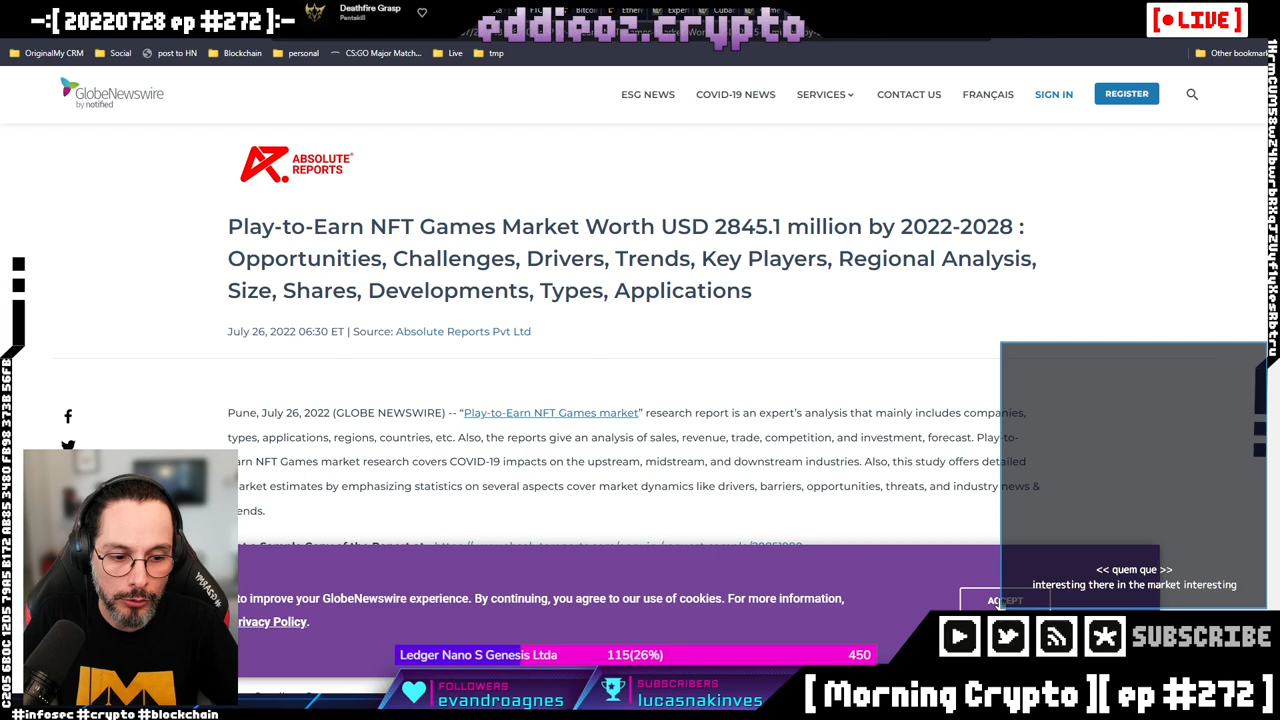 -:[ 20220728 ep #272 ]:-
Deathfire Grasp
Pentakill
eddieoz.crypto
[ LIVE ]
OriginalMy CRM
Social
post to HN
Blockchain
personal
CS:GO Major Match...
Live
tmp
Other bookmar
GlobeNewswire
by notified
ESG NEWS
COVID-19 NEWS
SERVICES
CONTACT US
FRANÇAIS
SIGN IN
REGISTER
ABSOLUTE
REPORTS
Play-to-Earn NFT Games Market Worth USD 2845.1 million by 2022-2028 :
Opportunities, Challenges, Drivers, Trends, Key Players, Regional Analysis,
Size, Shares, Developments, Types, Applications
July 26, 2022 06:30 ET | Source: Absolute Reports Pvt Ltd
Pune, July 26, 2022 (GLOBE NEWSWIRE) -- “Play-to-Earn NFT Games market” research report is an expert’s analysis that mainly includes companies,
types, applications, regions, countries, etc. Also, the reports give an analysis of sales, revenue, trade, competition, and investment, forecast. Play-to-
arn NFT Games market research covers COVID-19 impacts on the upstream, midstream, and downstream industries. Also, this study offers detailed
arket estimates by emphasizing statistics on several aspects cover market dynamics like drivers, barriers, opportunities, threats, and industry news &
ends.
<< quem que >>
interesting there in the market interesting
to improve your GlobeNewswire experience. By continuing, you agree to our use of cookies. For more information,
rivacy Policy.
ACCEPT
Ledger Nano S Genesis Ltda 115(26%) 450
FOLLOWERS
evandroagnes
SUBSCRIBERS
lucasnakinves
SUBSCRIBE
[ Morning Crypto ][ ep #272 ]
#infosec #crypto #blockchain